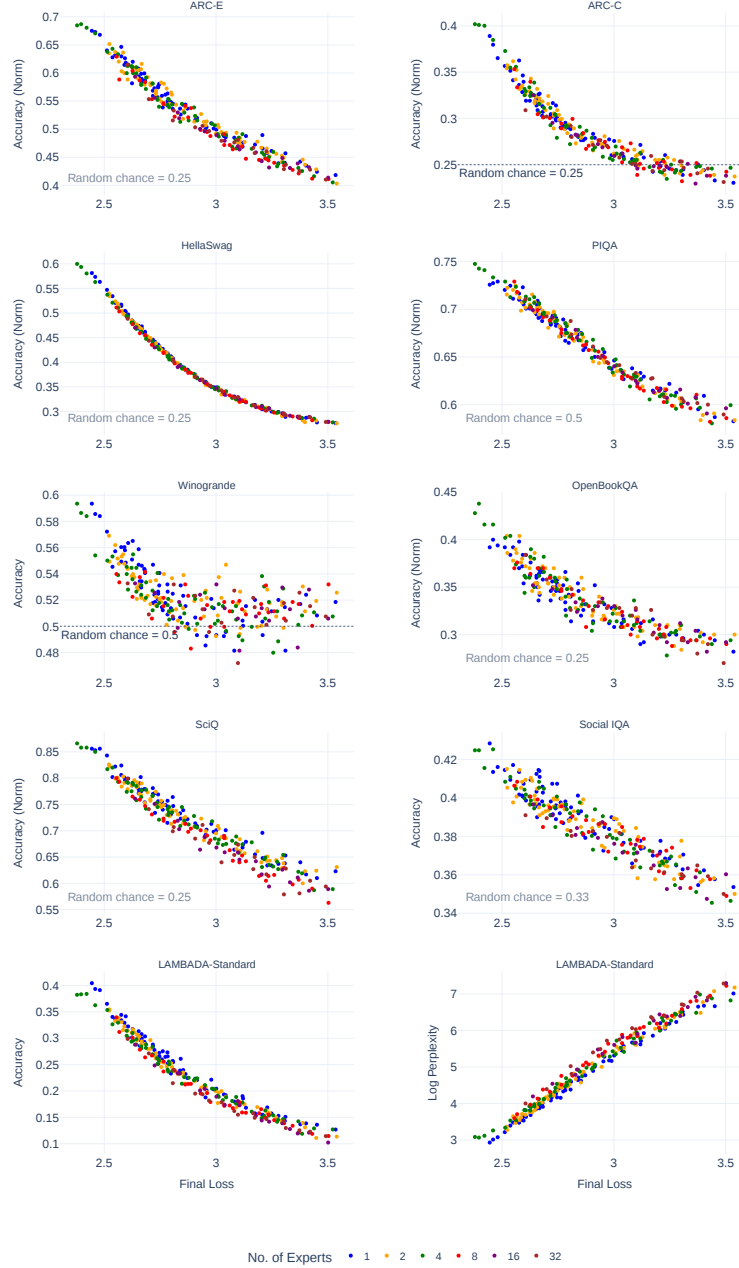 ARC-E
ARC-C
0.7
0.65
0.6
0.55
0.5
0.45
0.4
Accuracy (Norm)
Random chance = 0.25
2.5
3
3.5
0.4
0.35
0.3
0.25
Accuracy (Norm)
Random chance = 0.25
2.5
3
3.5
HellaSwag
PIQA
0.6
0.55
0.5
0.45
0.4
0.35
0.3
Accuracy (Norm)
Random chance = 0.25
2.5
3
3.5
0.75
0.7
0.65
0.6
Accuracy (Norm)
Random chance = 0.5
2.5
3
3.5
Winogrande
OpenBookQA
0.6
0.58
0.56
0.54
0.52
0.5
0.48
Accuracy
Random chance = 0.5
2.5
3
3.5
0.45
0.4
0.35
0.3
Accuracy (Norm)
Random chance = 0.25
2.5
3
3.5
SciQ
Social IQA
0.85
0.8
0.75
0.7
0.65
0.6
0.55
Accuracy (Norm)
Random chance = 0.25
2.5
3
3.5
0.42
0.4
0.38
0.36
0.34
Accuracy
Random chance = 0.33
2.5
3
3.5
LAMBADA-Standard
LAMBADA-Standard
0.4
0.35
0.3
0.25
0.2
0.15
0.1
Accuracy
2.5
3
3.5
Final Loss
7
6
5
4
3
Log Perplexity
2.5
3
3.5
Final Loss
No. of Experts 1 2 4 8 16 32